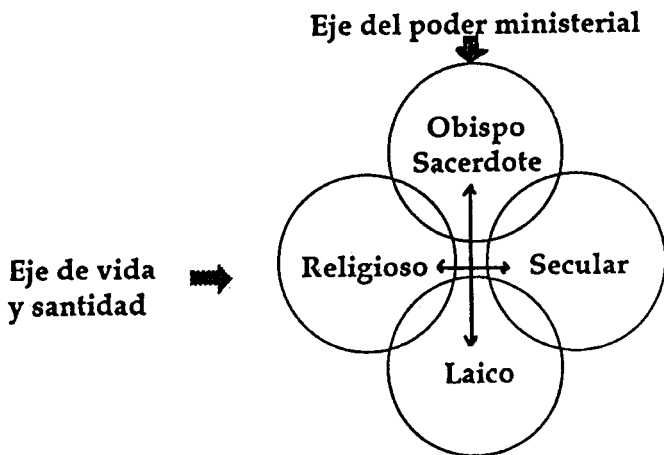 Eje del poder ministerial
Obispo
Sacerdote
Religioso
Secular
Eje de vida
y santidad
Laico